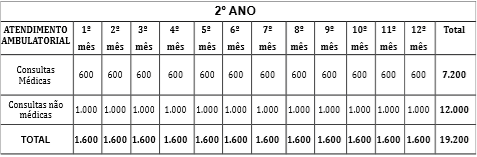 2º ANO
ATENDIMENTO AMBULATORIAL 1º mês 2º mês 3º mês 4º mês 5º mês 6º mês 7º mês 8º mês 9º mês 10º mês 11º mês 12º mês Total
Consultas Médicas 600 600 600 600 600 600 600 600 600 600 600 600 7.200
Consultas não médicas 1.000 1.000 1.000 1.000 1.000 1.000 1.000 1.000 1.000 1.000 1.000 1.000 12.000
TOTAL 1.600 1.600 1.600 1.600 1.600 1.600 1.600 1.600 1.600 1.600 1.600 1.600 19.200